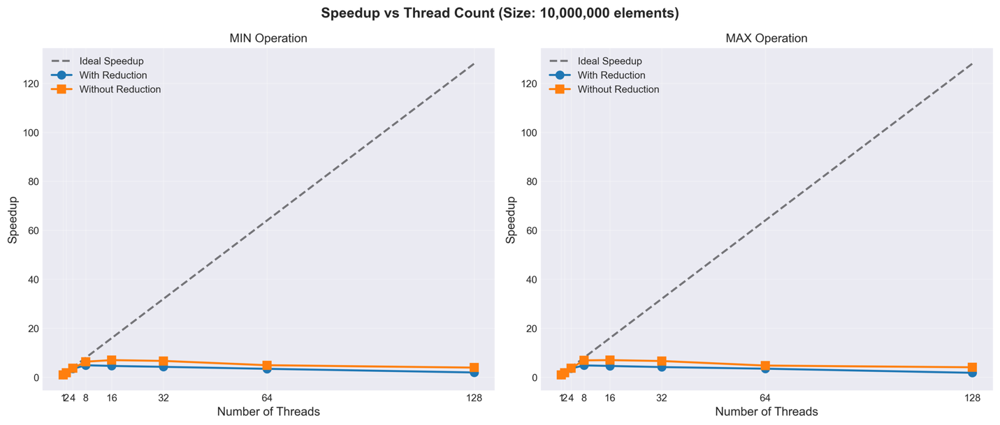 Speedup vs Thread Count (Size: 10,000,000 elements)
MIN Operation
Ideal Speedup
With Reduction
Without Reduction
Speedup
120
100
80
60
40
20
0
1 2 4 8 16 32 64 128
Number of Threads
MAX Operation
Ideal Speedup
With Reduction
Without Reduction
Speedup
120
100
80
60
40
20
0
1 2 4 8 16 32 64 128
Number of Threads